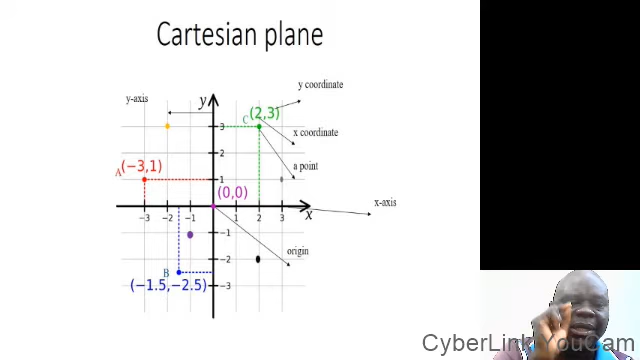 Cartesian plane
y coordinate
y-axis
y
C (2,3)
x coordinate
3
2
a point
A (−3,1)
1
(0,0)
x-axis
−3 −2 −1 1 2 3 x
−1
origin
−2
B
(−1.5,−2.5)
−3
CyberLink YouCam